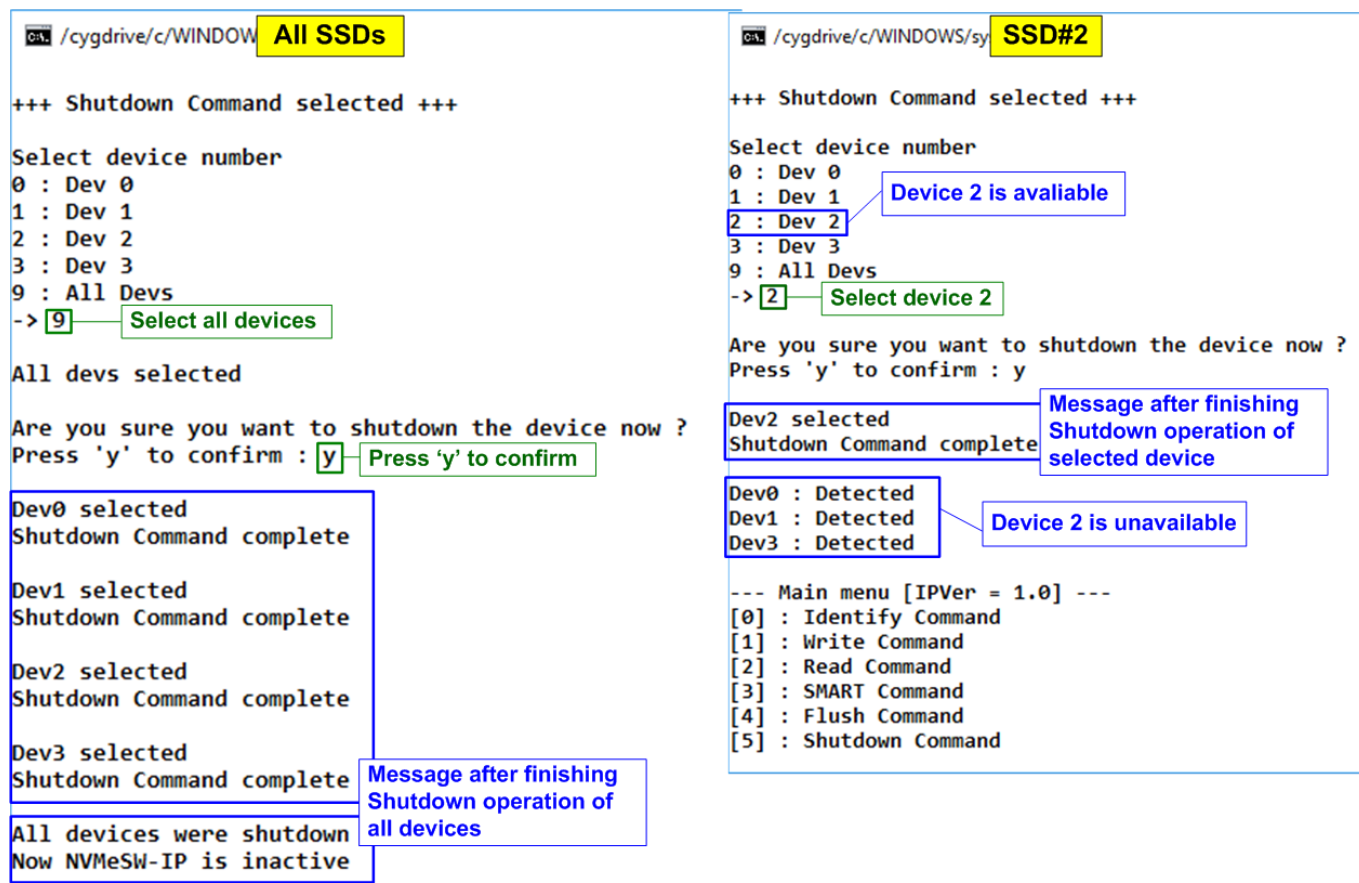 /cygdrive/c/WINDOW
All SSDs
+++ Shutdown Command selected +++
Select device number
0 : Dev 0
1 : Dev 1
2 : Dev 2
3 : Dev 3
9 : All Devs
-> 9
Select all devices
All devs selected
Are you sure you want to shutdown the device now ?
Press 'y' to confirm : y
Press ‘y’ to confirm
Dev0 selected
Shutdown Command complete
Dev1 selected
Shutdown Command complete
Dev2 selected
Shutdown Command complete
Dev3 selected
Shutdown Command complete
Message after finishing
Shutdown operation of
all devices
All devices were shutdown
Now NVMeSW-IP is inactive
/cygdrive/c/WINDOWS/sy
SSD#2
+++ Shutdown Command selected +++
Select device number
0 : Dev 0
1 : Dev 1
Device 2 is avaliable
2 : Dev 2
3 : Dev 3
9 : All Devs
-> 2
Select device 2
Are you sure you want to shutdown the device now ?
Press 'y' to confirm : y
Dev2 selected
Shutdown Command complete
Message after finishing
Shutdown operation of
selected device
Dev0 : Detected
Dev1 : Detected
Dev3 : Detected
Device 2 is unavailable
--- Main menu [IPVer = 1.0] ---
[0] : Identify Command
[1] : Write Command
[2] : Read Command
[3] : SMART Command
[4] : Flush Command
[5] : Shutdown Command